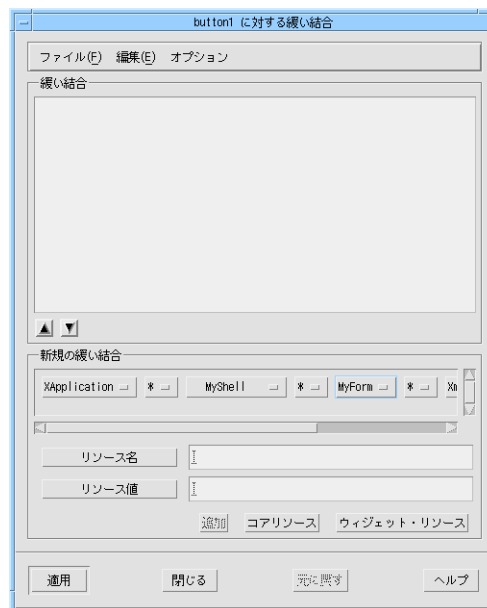 button1 に対する緩い結合
ファイル(F) 編集(E) オプション
緩い結合
新規の緩い結合
XApplication * MyShell * MyForm * Xm
リソース名
リソース値
追加 コアリソース ウィジェット・リソース
適用 閉じる 元に戻す ヘルプ